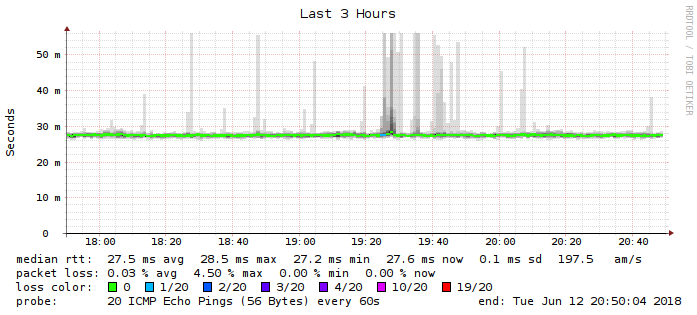 Last 3 Hours
RRDTOOL / TOBI OETIKER
Seconds
50 m
40 m
30 m
20 m
10 m
0
18:00 18:20 18:40 19:00 19:20 19:40 20:00 20:20 20:40
median rtt: 27.5 ms avg 28.5 ms max 27.2 ms min 27.6 ms now 0.1 ms sd 197.5 am/s
packet loss: 0.03 % avg 4.50 % max 0.00 % min 0.00 % now
loss color: 0 1/20 2/20 3/20 4/20 10/20 19/20
probe: 20 ICMP Echo Pings (56 Bytes) every 60s end: Tue Jun 12 20:50:04 2018